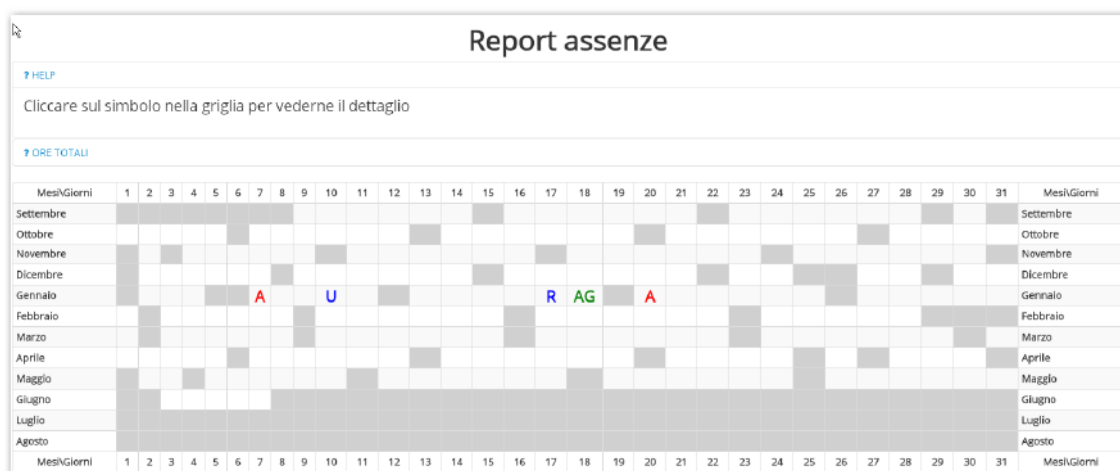 Report assenze
? HELP
Cliccare sul simbolo nella griglia per vederne il dettaglio
? ORE TOTALI
Mesi\Giorni 1 2 3 4 5 6 7 8 9 10 11 12 13 14 15 16 17 18 19 20 21 22 23 24 25 26 27 28 29 30 31 Mesi\Giorni
Settembre Settembre
Ottobre Ottobre
Novembre Novembre
Dicembre Dicembre
Gennaio A U R AG A Gennaio
Febbraio Febbraio
Marzo Marzo
Aprile Aprile
Maggio Maggio
Giugno Giugno
Luglio Luglio
Agosto Agosto
Mesi\Giorni 1 2 3 4 5 6 7 8 9 10 11 12 13 14 15 16 17 18 19 20 21 22 23 24 25 26 27 28 29 30 31 Mesi\Giorni